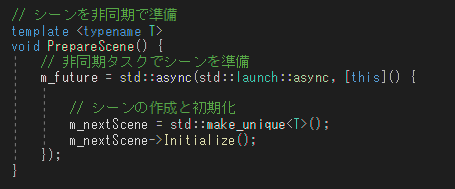 // シーンを非同期で準備
template <typename T>
void PrepareScene() {
// 非同期タスクでシーンを準備
m_future = std::async(std::launch::async, [this]() {
// シーンの作成と初期化
m_nextScene = std::make_unique<T>();
m_nextScene->Initialize();
});
}